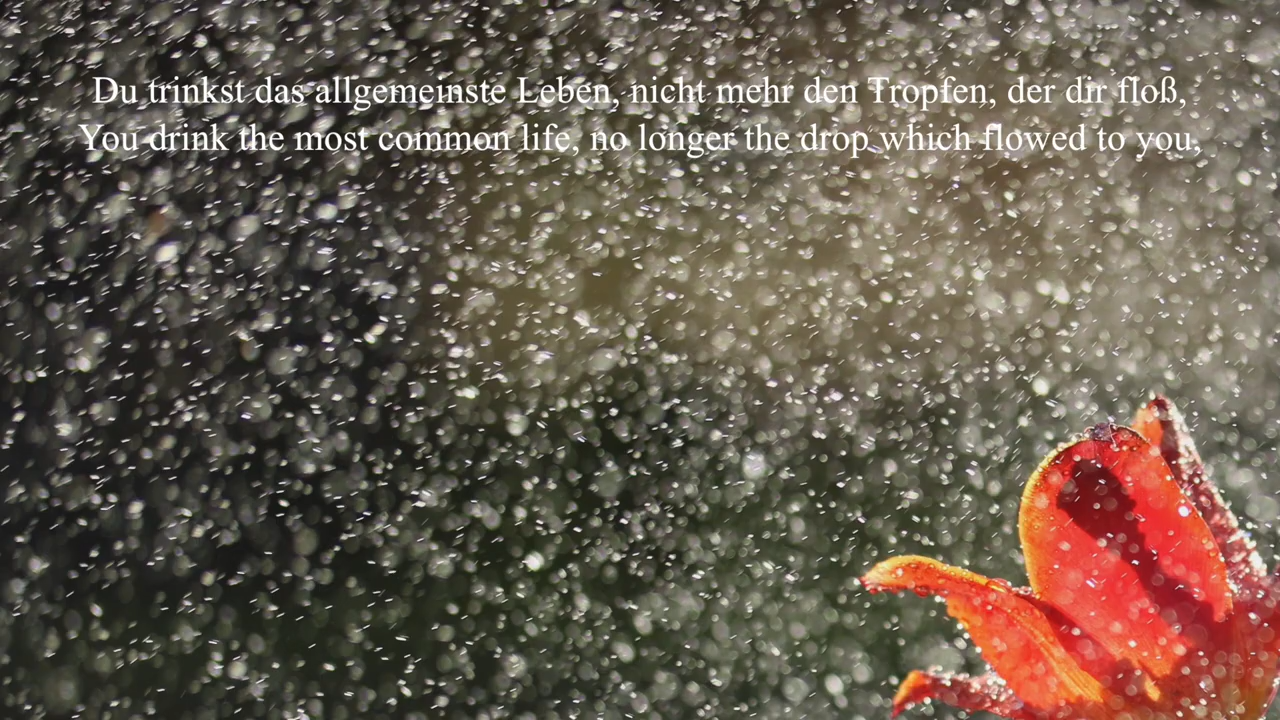 Du trinkst das allgemeinste Leben, nicht mehr den Tropfen, der dir floß,
You drink the most common life, no longer the drop which flowed to you,